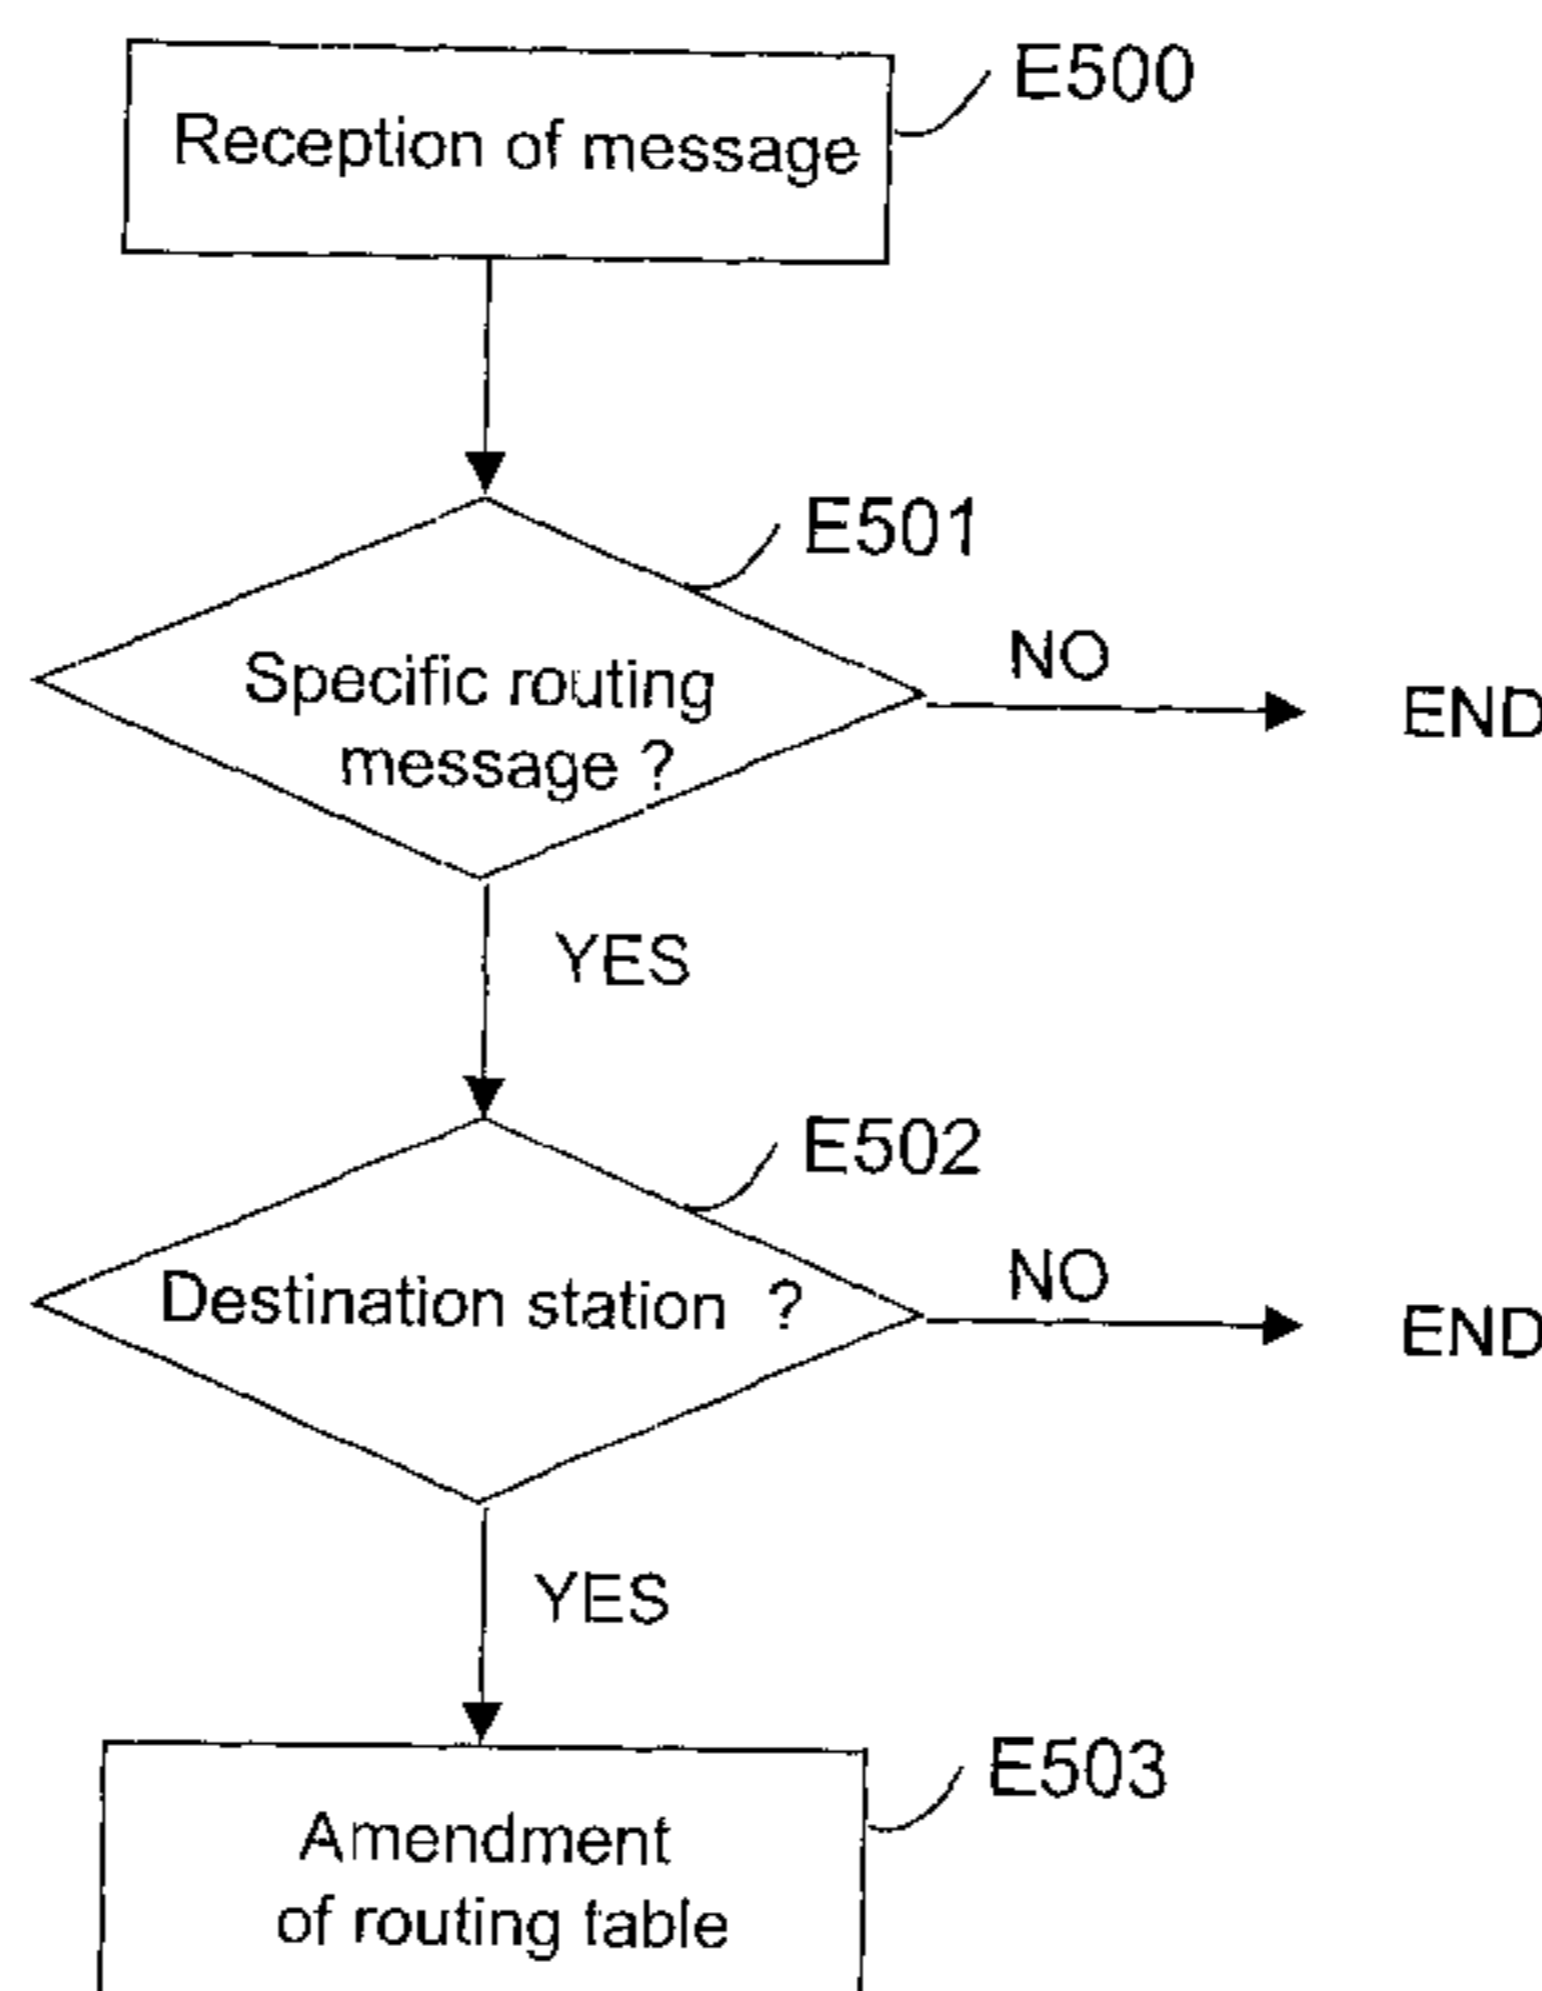 Reception of message
E500
E501
Specific routing
message ?
NO
END
YES
E502
Destination station ?
NO
END
YES
E503
Amendment
of routing table